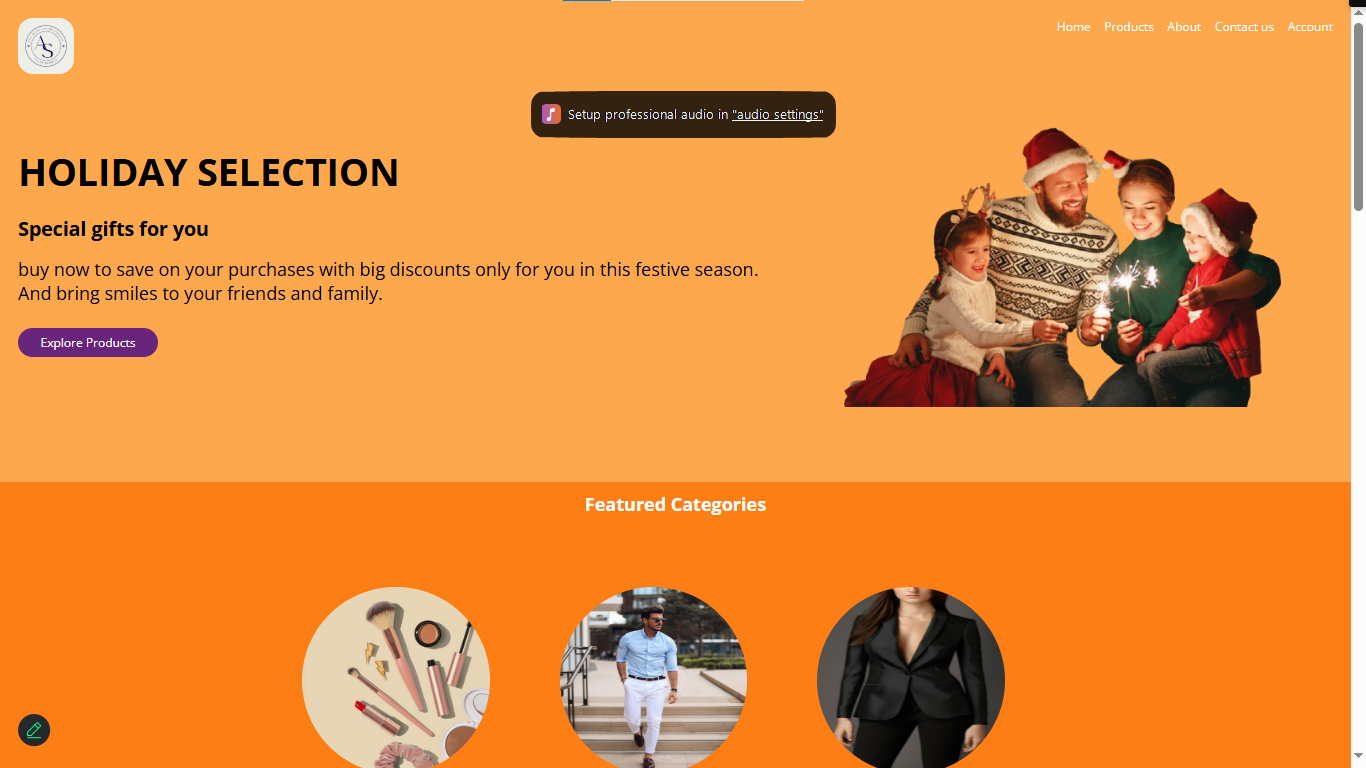 AS
Home Products About Contact us Account
Setup professional audio in "audio settings"
HOLIDAY SELECTION
Special gifts for you
buy now to save on your purchases with big discounts only for you in this festive season.
And bring smiles to your friends and family.
Explore Products
Featured Categories